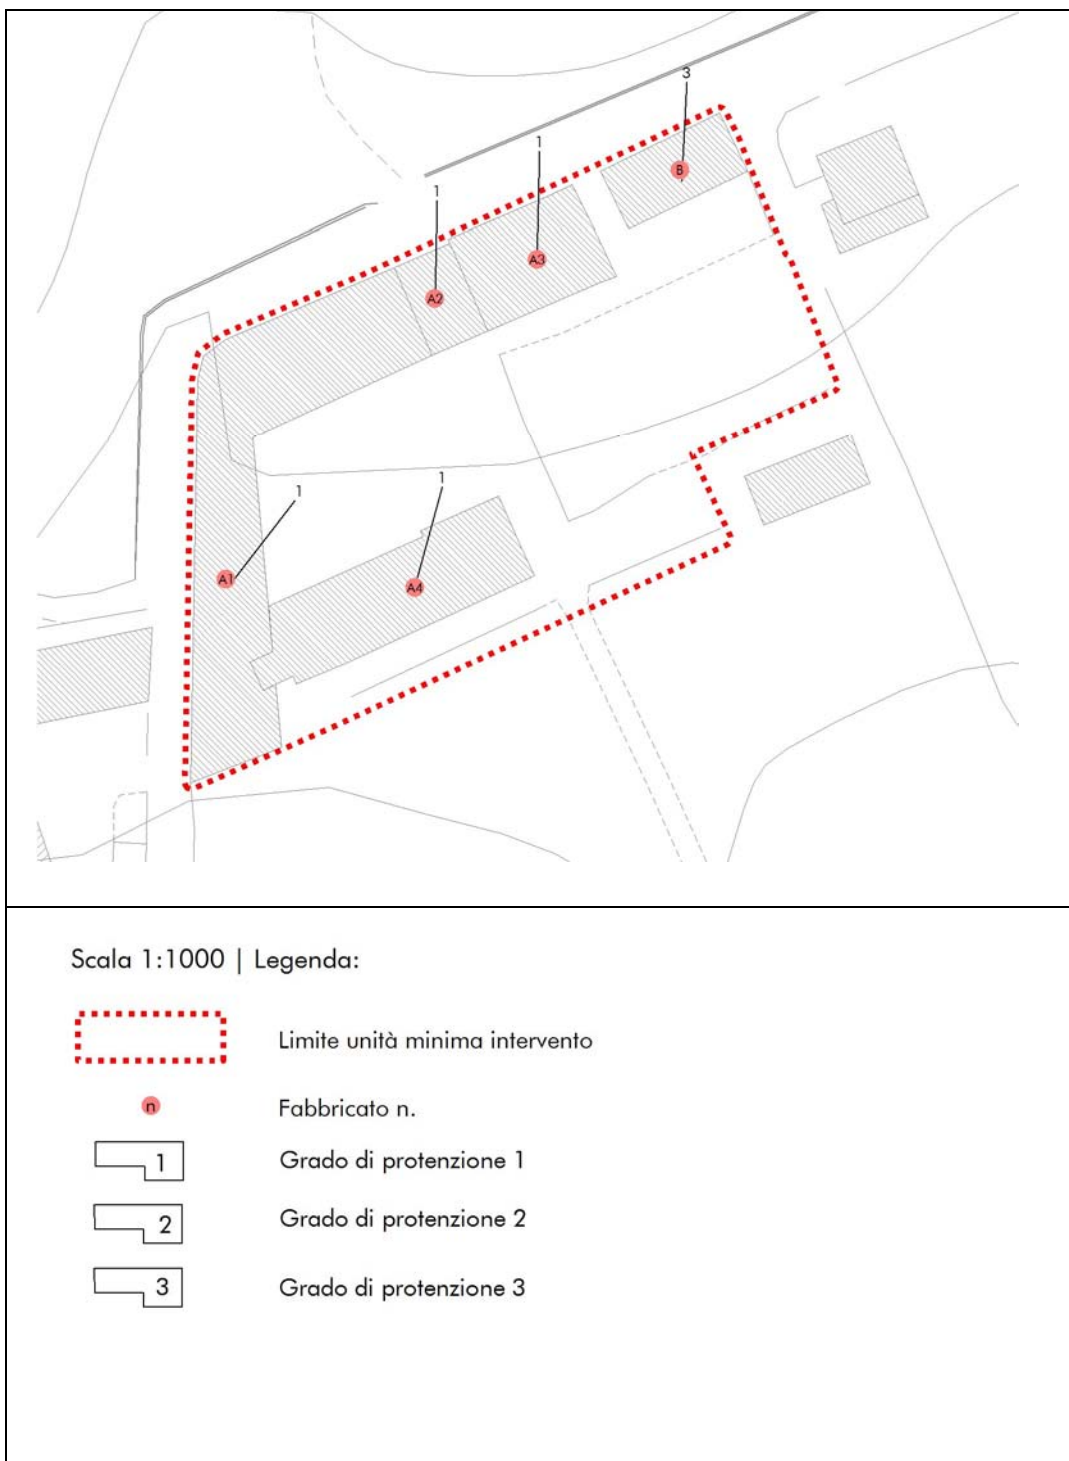 3
1
B
1
A3
A2
1
1
A1
A4
Scala 1:1000 | Legenda:
Limite unità minima intervento
n
Fabbricato n.
1
Grado di protenzione 1
2
Grado di protenzione 2
3
Grado di protenzione 3